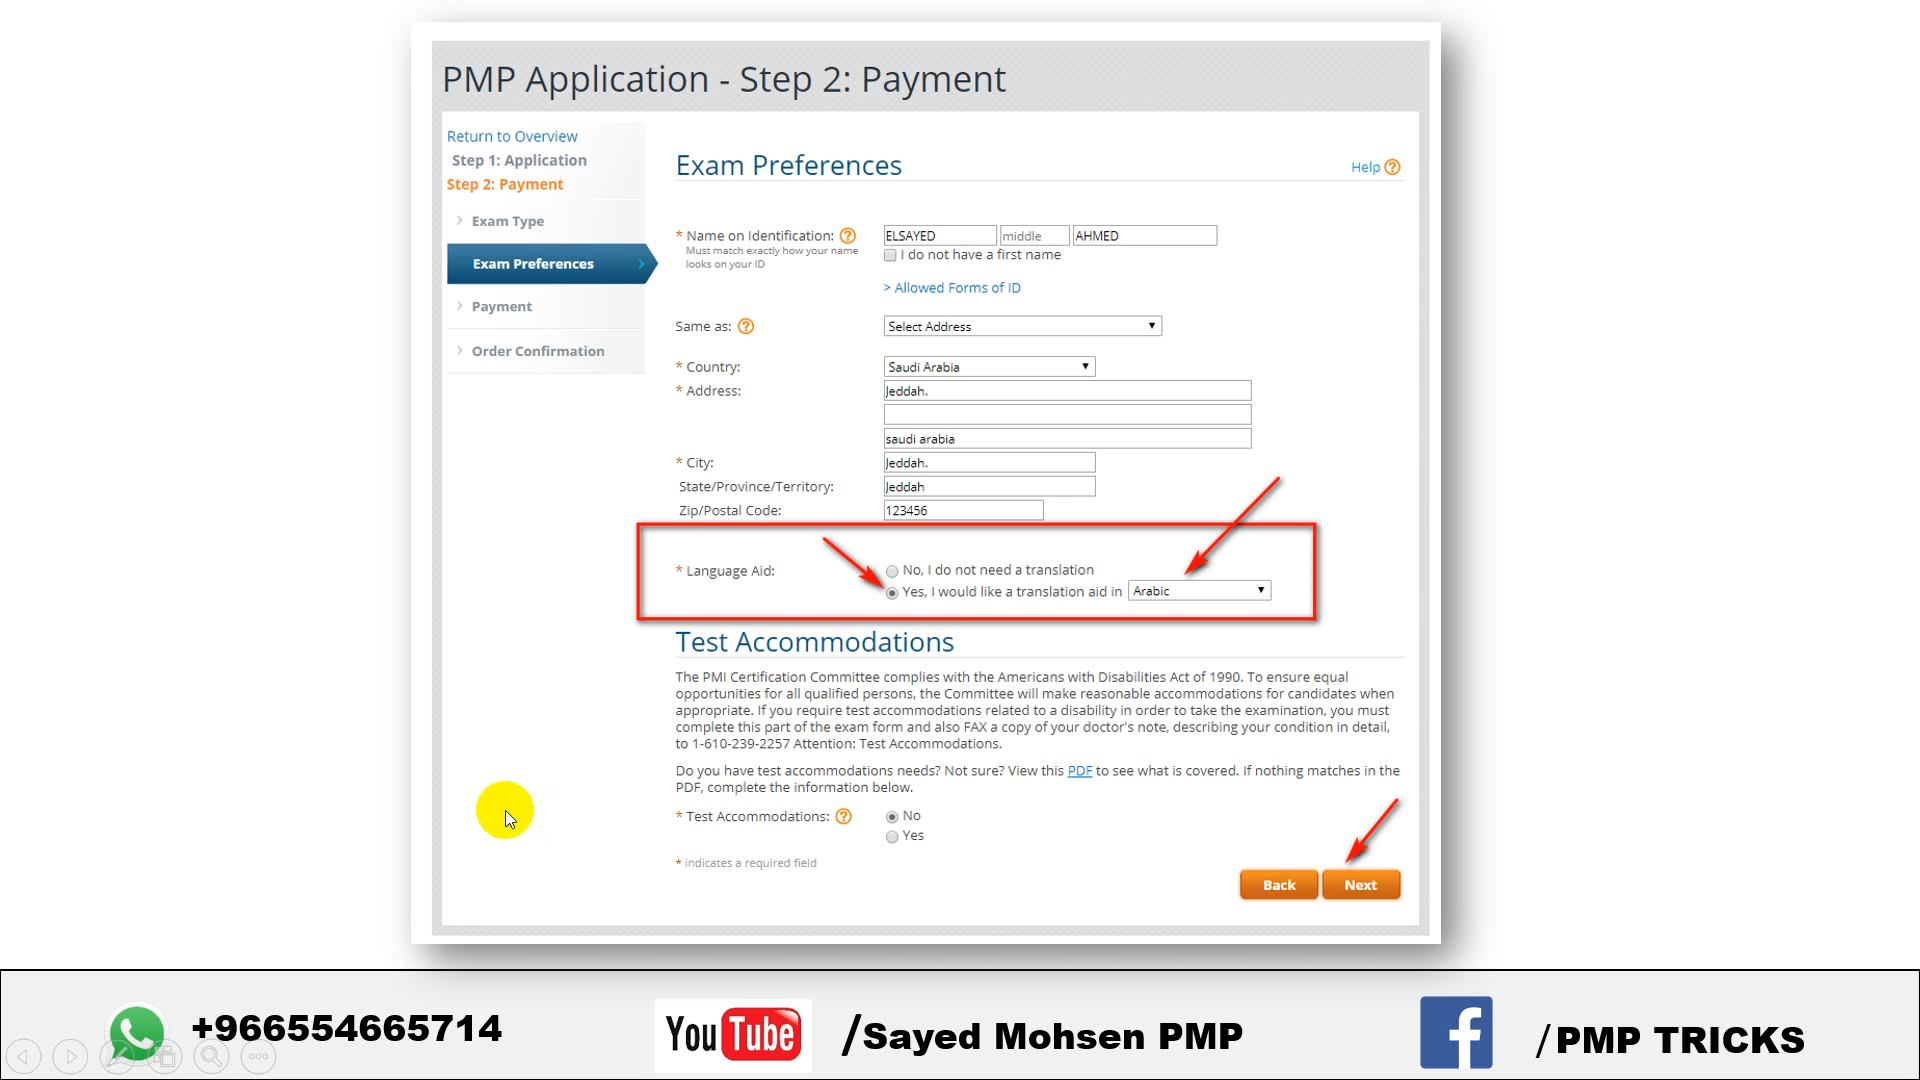 PMP Application - Step 2: Payment
Return to Overview
Step 1: Application
Step 2: Payment
Exam Type
Exam Preferences
Payment
Order Confirmation
Exam Preferences
Help ?
* Name on Identification: ? ELSAYED middle AHMED
Must match exactly how your name
looks on your ID
I do not have a first name
> Allowed Forms of ID
Same as: ? Select Address
* Country: Saudi Arabia
* Address: Jeddah.
saudi arabia
* City: Jeddah.
State/Province/Territory: Jeddah
Zip/Postal Code: 123456
* Language Aid: No, I do not need a translation
Yes, I would like a translation aid in Arabic
Test Accommodations
The PMI Certification Committee complies with the Americans with Disabilities Act of 1990. To ensure equal
opportunities for all qualified persons, the Committee will make reasonable accommodations for candidates when
appropriate. If you require test accommodations related to a disability in order to take the examination, you must
complete this part of the exam form and also FAX a copy of your doctor's note, describing your condition in detail,
to 1-610-239-2257 Attention: Test Accommodations.
Do you have test accommodations needs? Not sure? View this PDF to see what is covered. If nothing matches in the
PDF, complete the information below.
* Test Accommodations: ? No
Yes
* indicates a required field
Back Next
+966554665714
YouTube
/Sayed Mohsen PMP
f
/PMP TRICKS